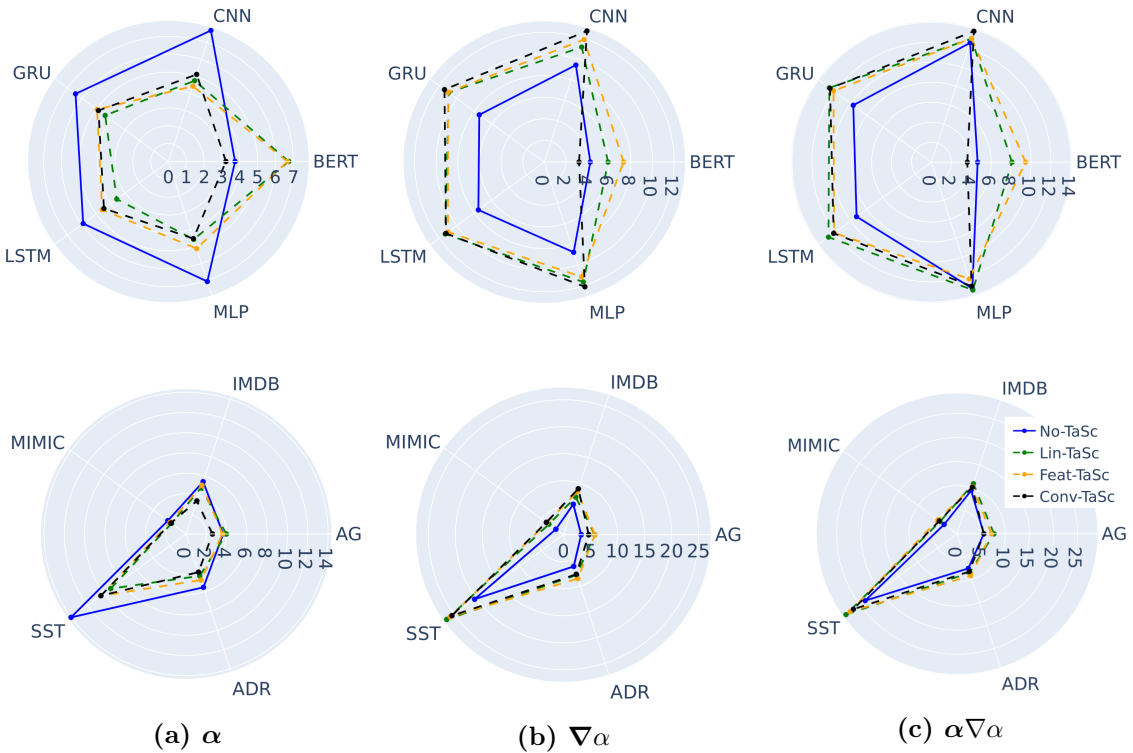 CNN
GRU
BERT
0 1 2 3 4 5 6 7
LSTM
MLP
CNN
GRU
BERT
0 2 4 6 8 10 12
LSTM
MLP
CNN
GRU
BERT
0 2 4 6 8 10 12 14
LSTM
MLP
IMDB
MIMIC
AG
0 2 4 6 8 10 12 14
SST
ADR
IMDB
MIMIC
AG
0 5 10 15 20 25
SST
ADR
IMDB
MIMIC
No-TaSc
Lin-TaSc
Feat-TaSc
Conv-TaSc
AG
0 5 10 15 20 25
SST
ADR
(a) α
(b) ∇α
(c) α∇α